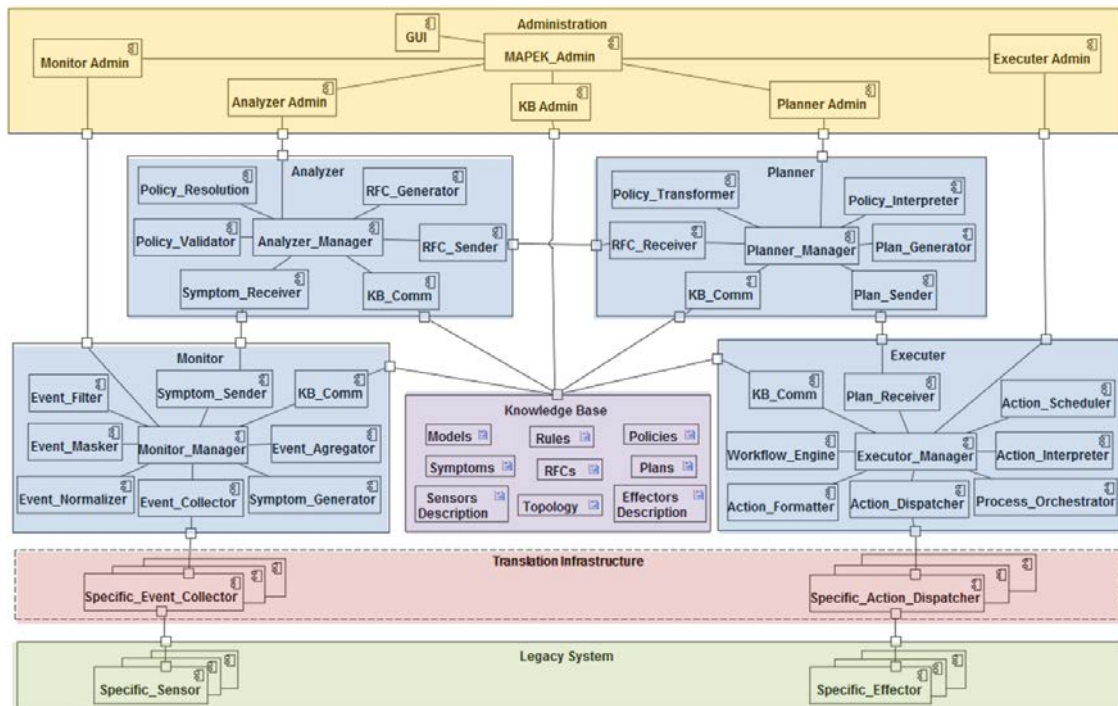 Administration
GUI
Monitor Admin
MAPEK_Admin
Executer Admin
Analyzer Admin
KB Admin
Planner Admin
Analyzer
Policy_Resolution
RFC_Generator
Policy_Validator
Analyzer_Manager
RFC_Sender
Symptom_Receiver
KB_Comm
Planner
Policy_Transformer
Policy_Interpreter
RFC_Receiver
Planner_Manager
Plan_Generator
KB_Comm
Plan_Sender
Monitor
Event_Filter
Symptom_Sender
KB_Comm
Event_Masker
Monitor_Manager
Event_Agregator
Event_Normalizer
Event_Collector
Symptom_Generator
Knowledge Base
Models
Rules
Policies
Symptoms
RFCs
Plans
Sensors
Description
Topology
Effectors
Description
Executer
KB_Comm
Plan_Receiver
Action_Scheduler
Workflow_Engine
Executor_Manager
Action_Interpreter
Action_Formatter
Action_Dispatcher
Process_Orchestrator
Translation Infrastructure
Specific_Event_Collector
Specific_Action_Dispatcher
Legacy System
Specific_Sensor
Specific_Effector